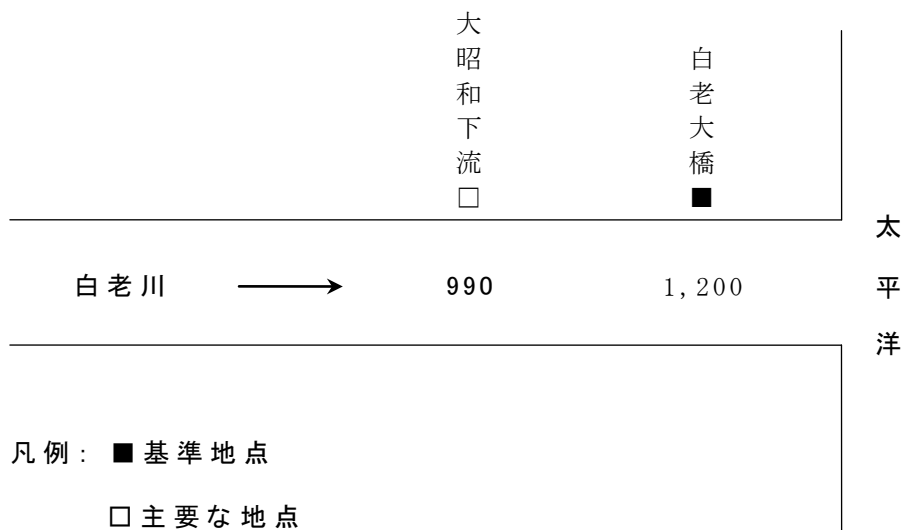 大昭和下流□
白老大橋■
白老川 → 990 1,200
太平洋
凡例: ■基準地点
□主要な地点